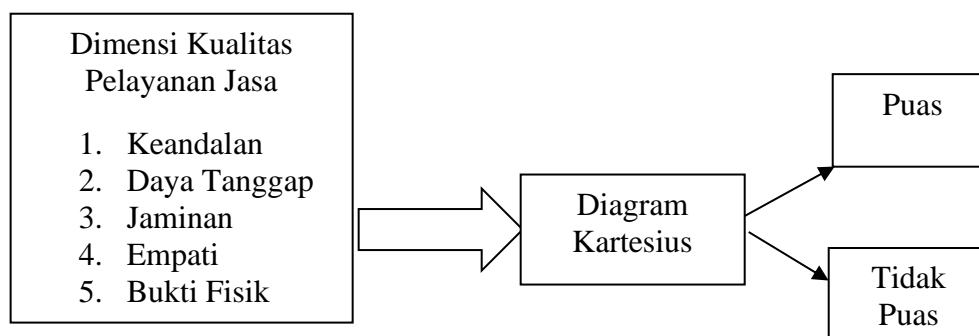 Dimensi Kualitas
Pelayanan Jasa
1. Keandalan
2. Daya Tanggap
3. Jaminan
4. Empati
5. Bukti Fisik
Diagram
Kartesius
Puas
Tidak
Puas